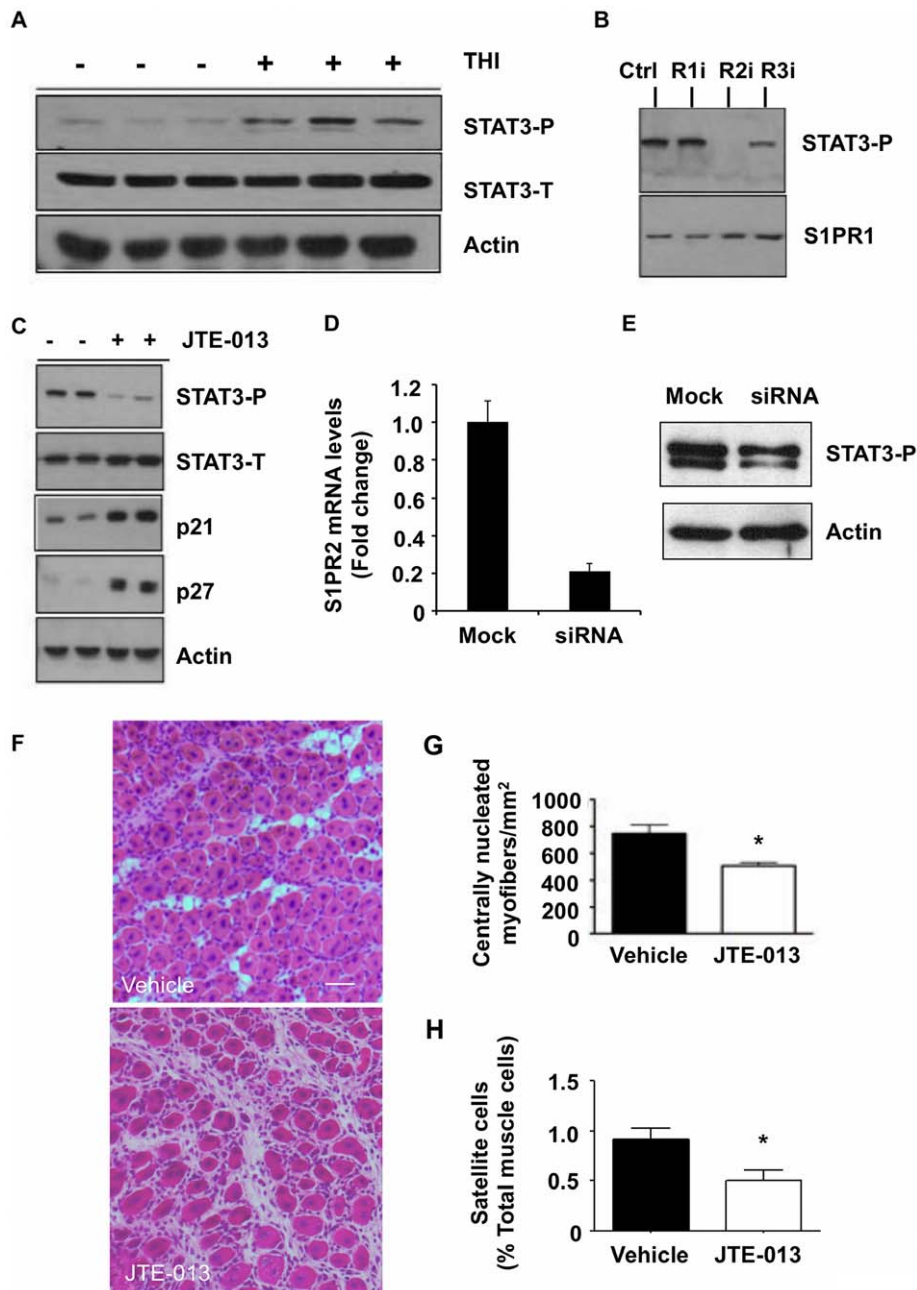 A
- - - + + + THI
STAT3-P
STAT3-T
Actin
B
Ctrl R1i R2i R3i
STAT3-P
S1PR1
C
- - + + JTE-013
STAT3-P
STAT3-T
p21
p27
Actin
D
S1PR2 mRNA levels
(Fold change)
1.2
1.0
0.8
0.6
0.4
0.2
0
Mock siRNA
E
Mock siRNA
STAT3-P
Actin
F
Vehicle
JTE-013
G
Centrally nucleated
myofibers/mm²
1000
800
600
400
200
0
*
Vehicle JTE-013
H
Satellite cells
(% Total muscle cells)
1.5
1.0
0.5
0
*
Vehicle JTE-013